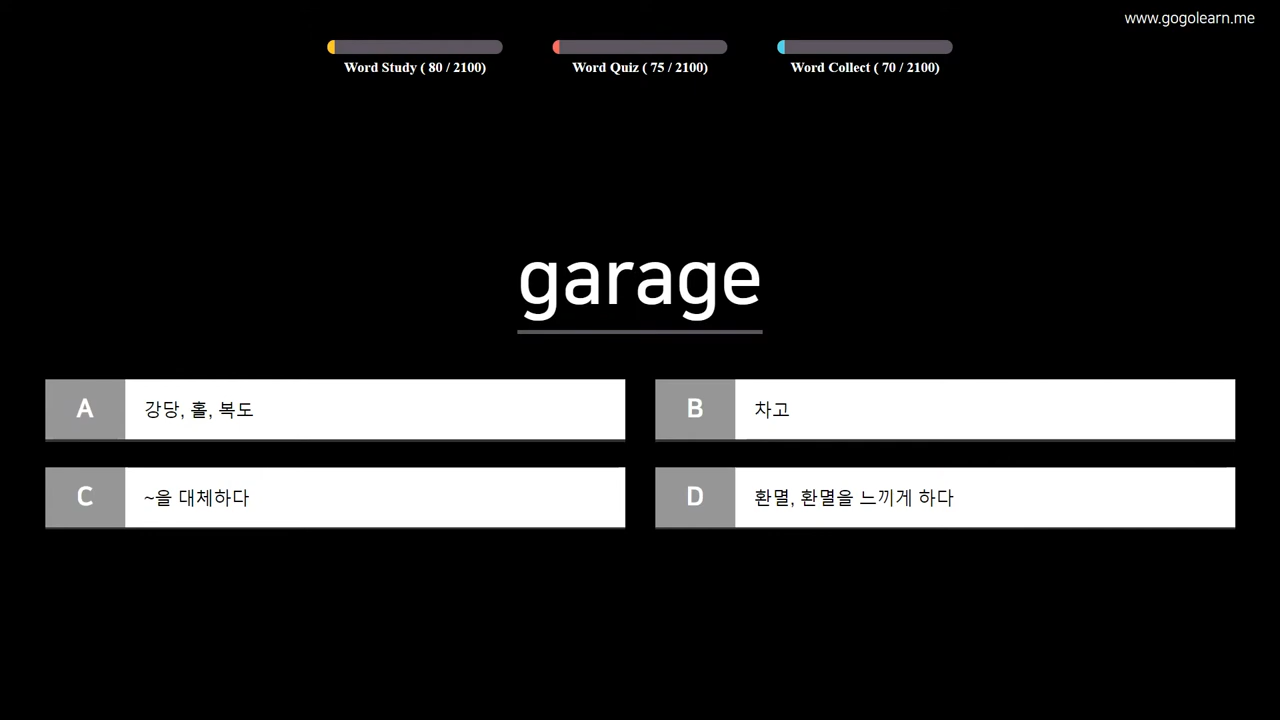 www.gogolearn.me
Word Study ( 80 / 2100)
Word Quiz ( 75 / 2100)
Word Collect ( 70 / 2100)
garage
A 강당, 홀, 복도
B 차고
C ~을 대체하다
D 환멸, 환멸을 느끼게 하다